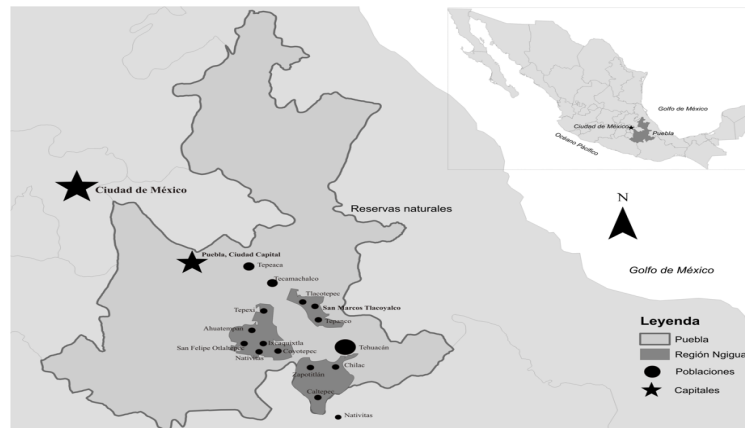 Golfo de México
Ciudad de México
Puebla
Océano Pacífico
Ciudad de México
Reservas naturales
N
Puebla, Ciudad Capital
Tepeaca
Tecamachalco
Golfo de México
Tlacotepec
San Marcos Tlacoyalco
Tepexi
Tepanco
Ahuatempan
San Felipe Otlaltepec
Ixcaquixtla
Coyotepec
Nativitas
Tehuacán
Chilac
Zapotitlán
Caltepec
Nativitas
Leyenda
Puebla
Región Ngigua
Poblaciones
Capitales